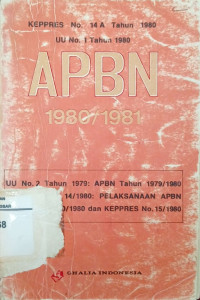 KEPPRES No. 14 A Tahun 1980
UU No. 1 Tahun 1980
APBN
1980/1981
UU No. 2 Tahun 1979: APBN Tahun 1979/1980
14/1980: PELAKSANAAN APBN
/1980 dan KEPPRES No. 15/1980
GHALIA INDONESIA